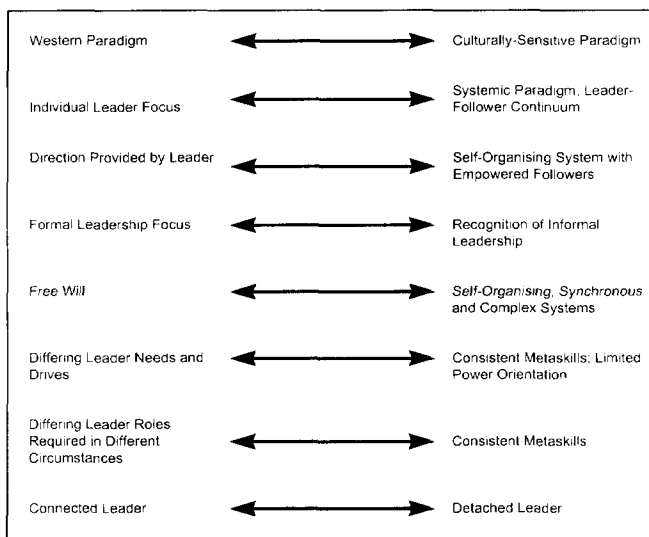 Western Paradigm
Culturally-Sensitive Paradigm
Individual Leader Focus
Systemic Paradigm, Leader-
Follower Continuum
Direction Provided by Leader
Self-Organising System with
Empowered Followers
Formal Leadership Focus
Recognition of Informal
Leadership
Free Will
Self-Organising, Synchronous
and Complex Systems
Differing Leader Needs and
Drives
Consistent Metaskills; Limited
Power Orientation
Differing Leader Roles
Required in Different
Circumstances
Consistent Metaskills
Connected Leader
Detached Leader